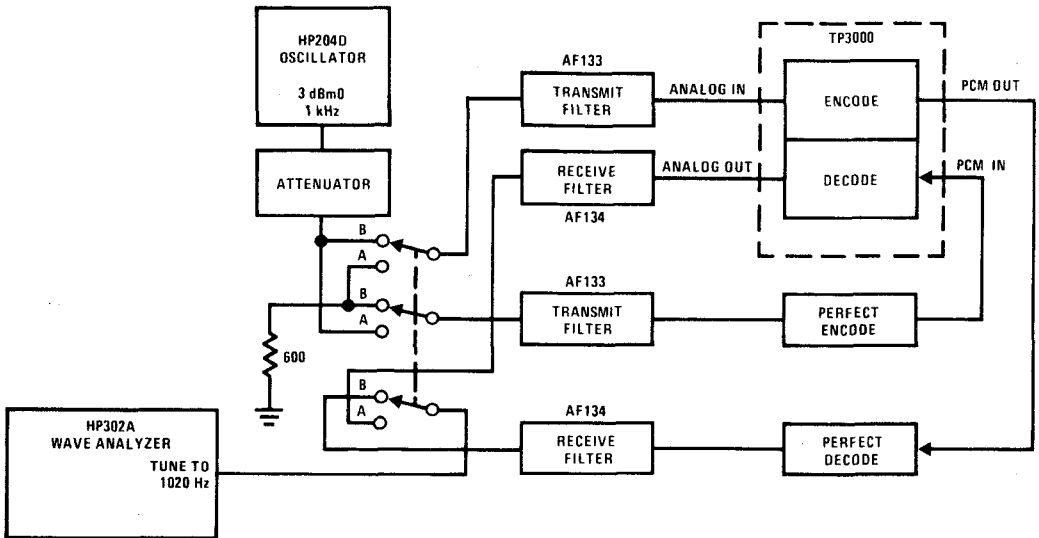 HP204D
OSCILLATOR
3 dBm0
1 kHz
ATTENUATOR
AF133
TRANSMIT
FILTER
ANALOG IN
TP3000
ENCODE
PCM OUT
RECEIVE
FILTER
AF134
ANALOG OUT
DECODE
PCM IN
B
A
B
A
600
AF133
TRANSMIT
FILTER
PERFECT
ENCODE
B
A
HP302A
WAVE ANALYZER
TUNE TO
1020 Hz
AF134
RECEIVE
FILTER
PERFECT
DECODE